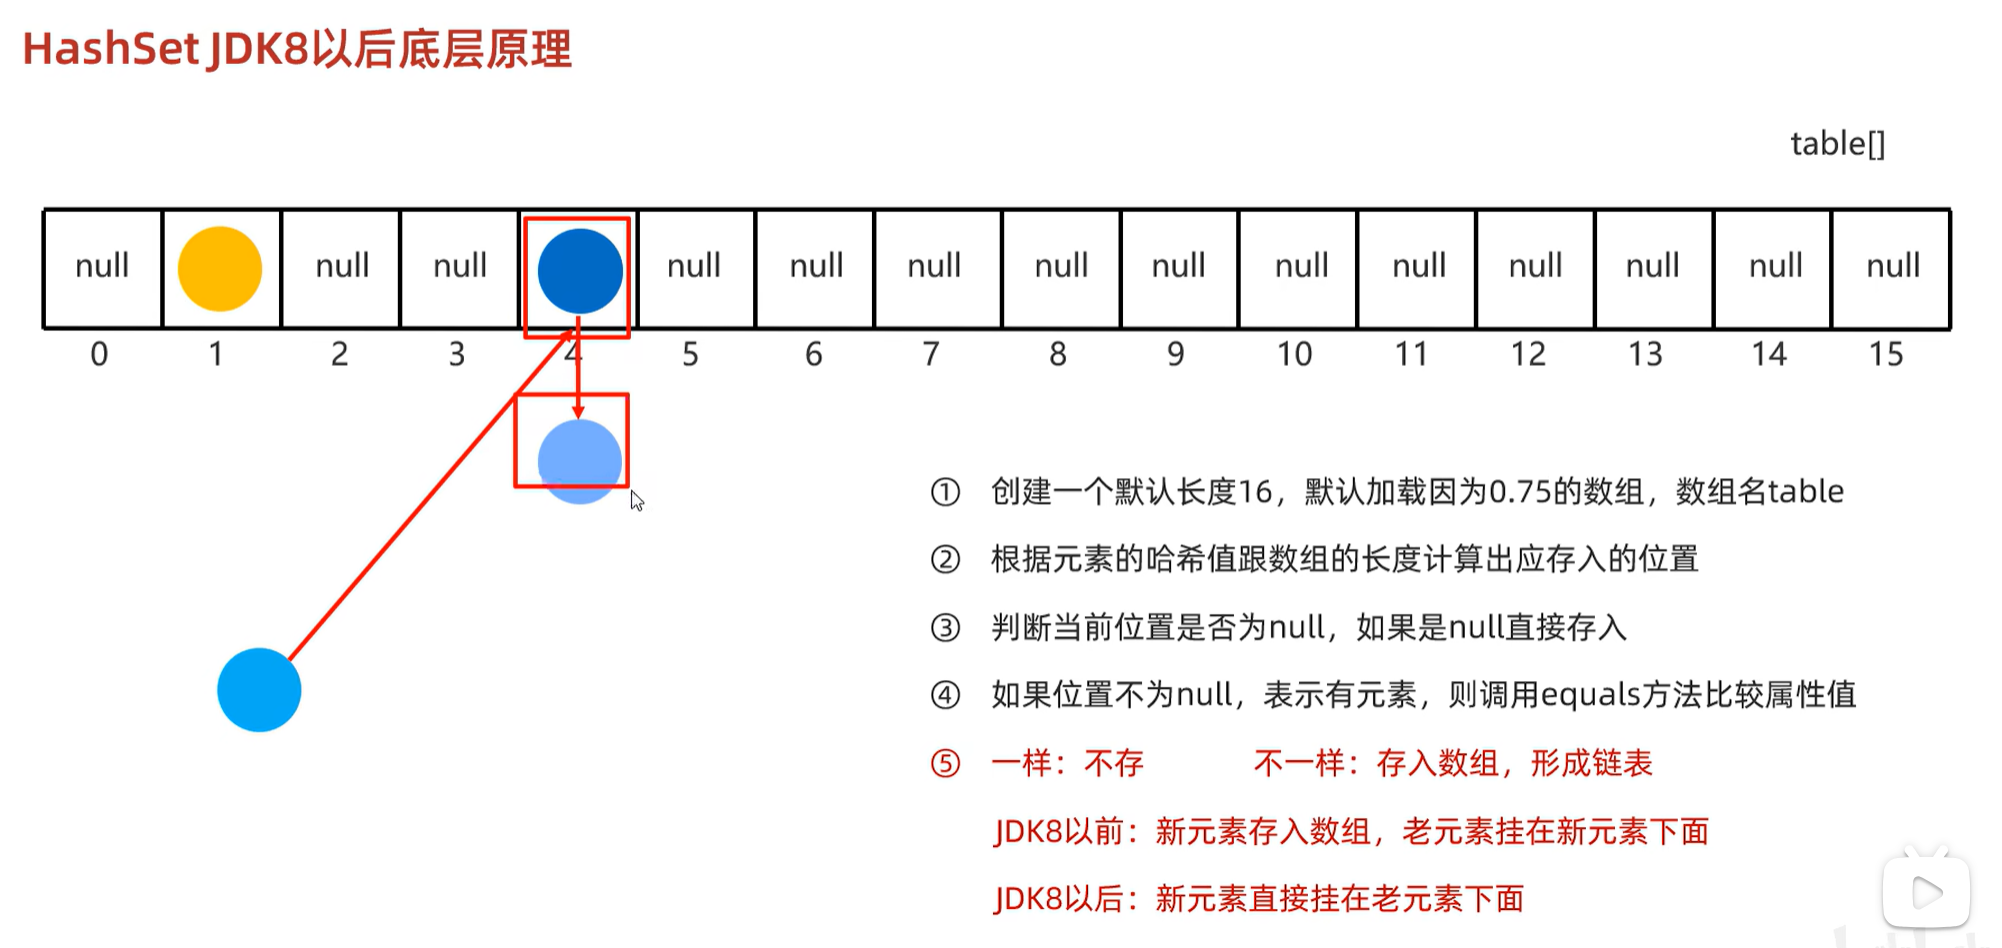 HashSet JDK8以后底层原理
table[]
null null null null null null null null null null null null null null
0 1 2 3 4 5 6 7 8 9 10 11 12 13 14 15
① 创建一个默认长度16，默认加载因为0.75的数组，数组名table
② 根据元素的哈希值跟数组的长度计算出应存入的位置
③ 判断当前位置是否为null，如果是null直接存入
④ 如果位置不为null，表示有元素，则调用equals方法比较属性值
⑤ 一样：不存 不一样：存入数组，形成链表
JDK8以前：新元素存入数组，老元素挂在新元素下面
JDK8以后：新元素直接挂在老元素下面